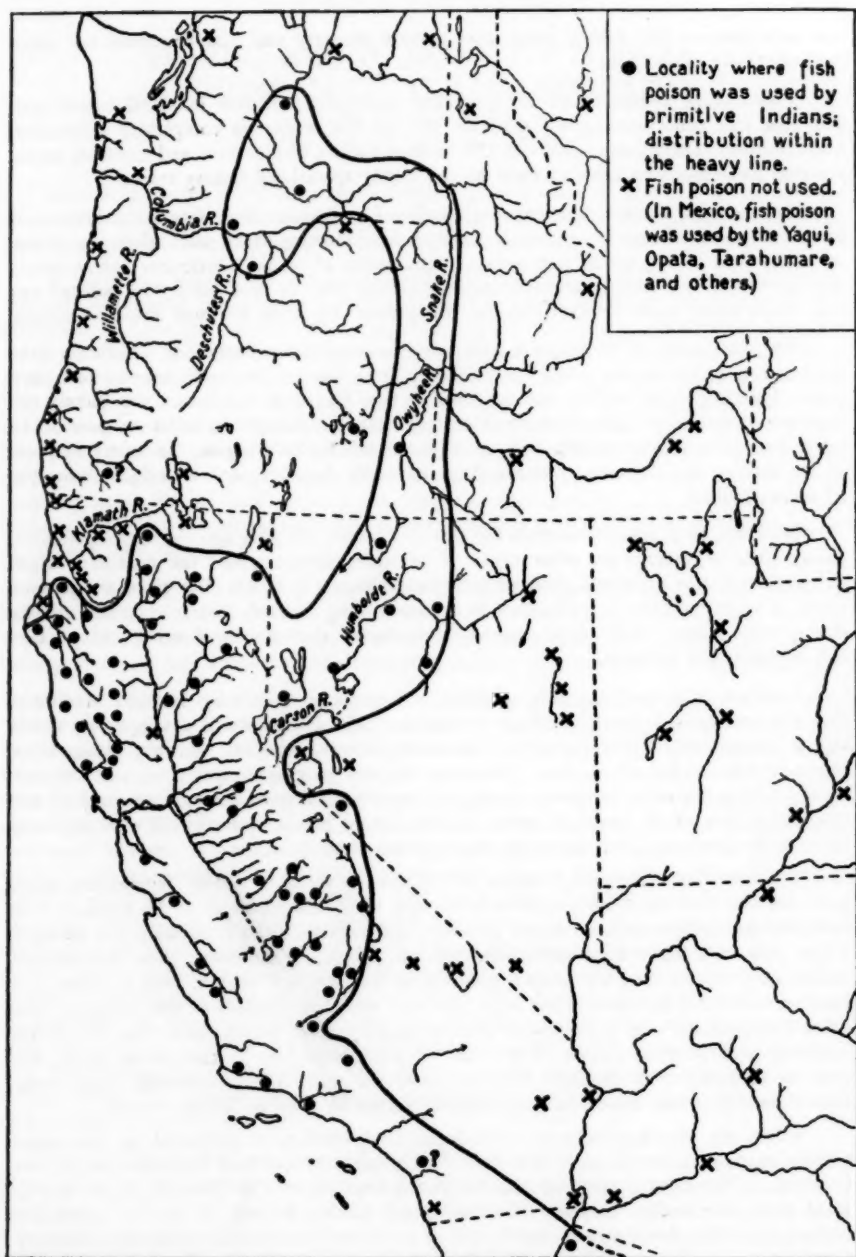 ● Locality where fish
poison was used by
primitive Indians;
distribution within
the heavy line.
× Fish poison not used.
(In Mexico, fish poison
was used by the Yaqui,
Opata, Tarahumare,
and others.)
Columbia R.
Willamette R.
Deschutes R.
Snake R.
Owyhee R.
?
Klamath R.
Humboldt R.
Carson R.
?